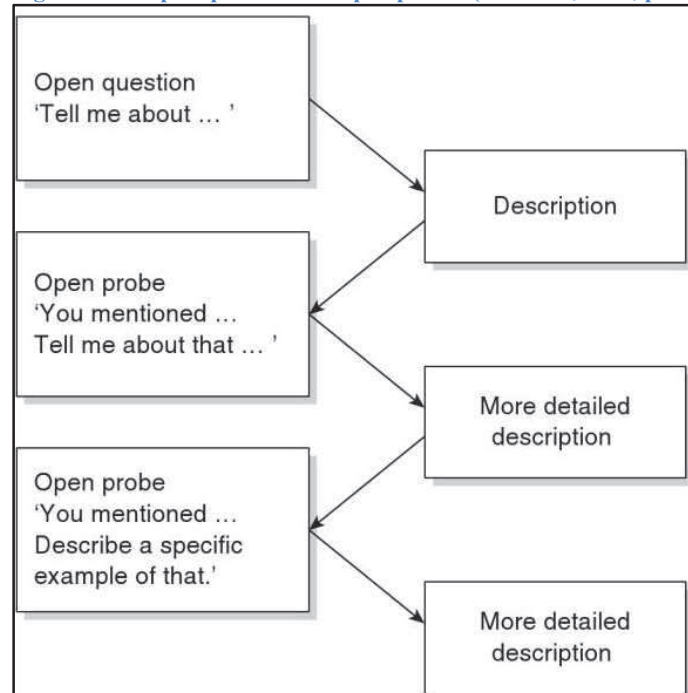 Open question
‘Tell me about … ’
Description
Open probe
‘You mentioned …
Tell me about that … ’
More detailed
description
Open probe
‘You mentioned …
Describe a specific
example of that.’
More detailed
description